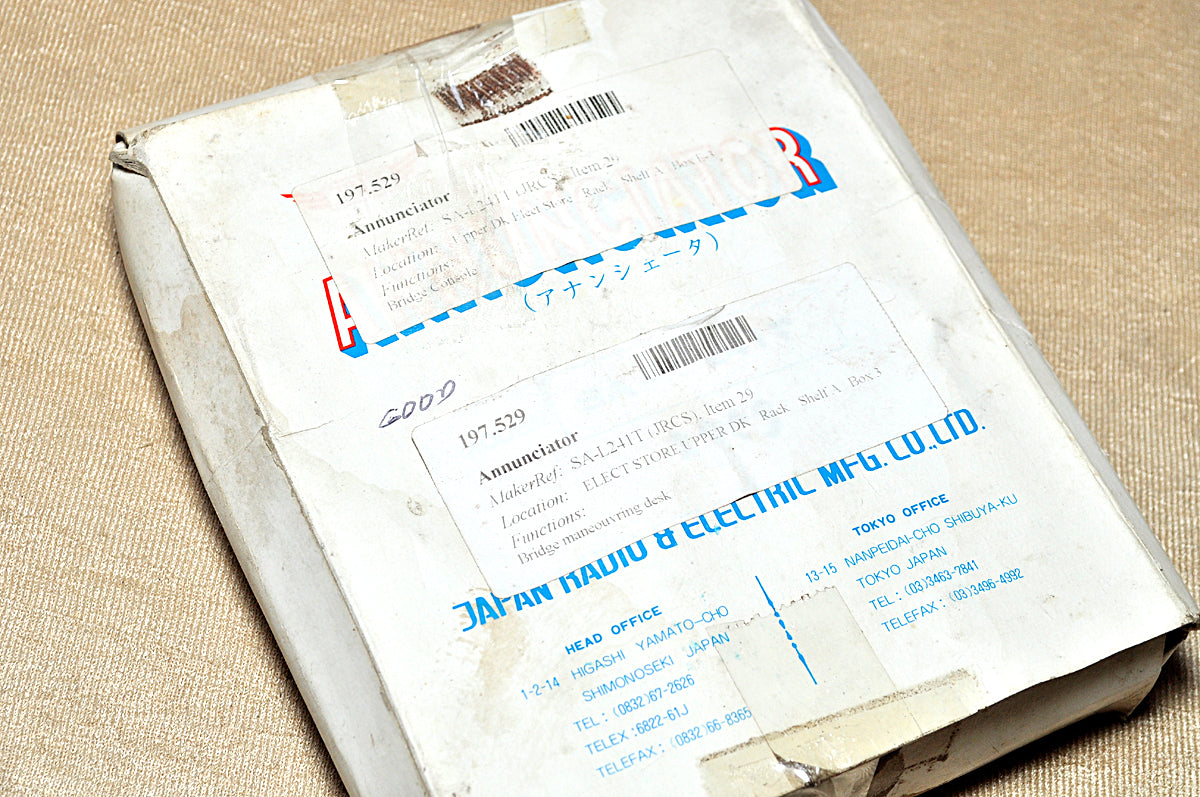 197.529
Annunciator
MakerRef: SA-L241T (JRCS), Item 29
Location: Upper DK Elect Store Rack Shelf A Box
Functions:
Bridge Console
ANNUNCIATOR
(アナンシェータ)
GOOD
197.529
Annunciator
MakerRef: SA-L241T (JRCS), Item 29
Location: ELECT STORE UPPER DK Rack Shelf A Box 3
Functions:
Bridge maneouvring desk
JAPAN RADIO & ELECTRIC MFG. CO.,LTD.
HEAD OFFICE
1-2-14 HIGASHI YAMATO-CHO
SHIMONOSEKI JAPAN
TEL : (0832)67-2626
TELEX : 6822-61J
TELEFAX : (0832)66-8365
TOKYO OFFICE
13-15 NANPEIDAI-CHO SHIBUYA-KU
TOKYO JAPAN
TEL : (03)3463-7841
TELEFAX : (03)3496-4992